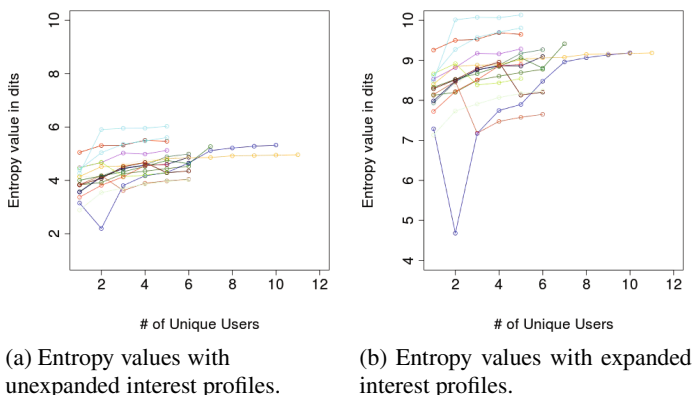 Entropy value in dits
10
8
6
4
2
2 4 6 8 10 12
# of Unique Users
(a) Entropy values with
unexpanded interest profiles.
Entropy value in dits
10
9
8
7
6
5
4
2 4 6 8 10 12
# of Unique Users
(b) Entropy values with expanded
interest profiles.